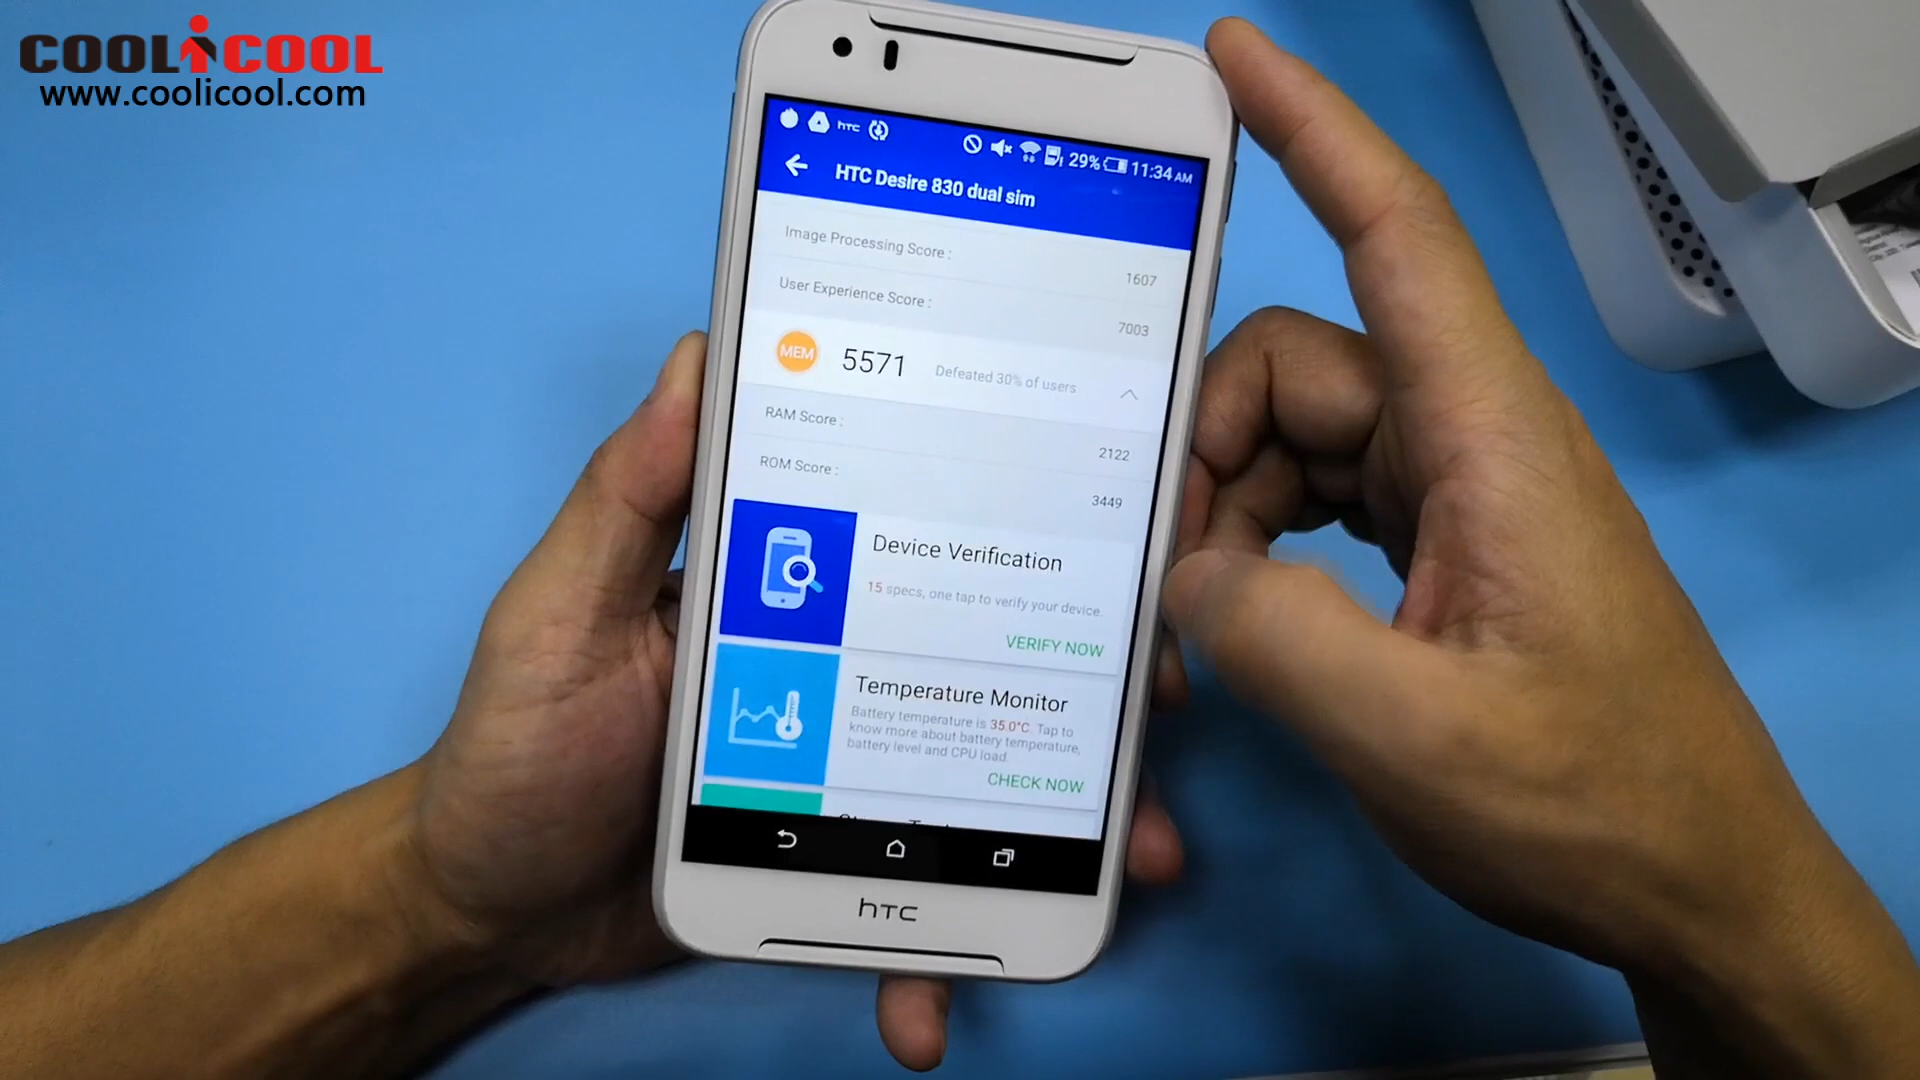 COOLiCOOL
www.coolicool.com
htc
29% 11:34 AM
HTC Desire 830 dual sim
Image Processing Score :
1607
User Experience Score :
7003
MEM 5571 Defeated 30% of users
RAM Score :
2122
ROM Score :
3449
Device Verification
15 specs, one tap to verify your device.
VERIFY NOW
Temperature Monitor
Battery temperature is 35.0°C. Tap to
know more about battery temperature,
battery level and CPU load.
CHECK NOW
hTC